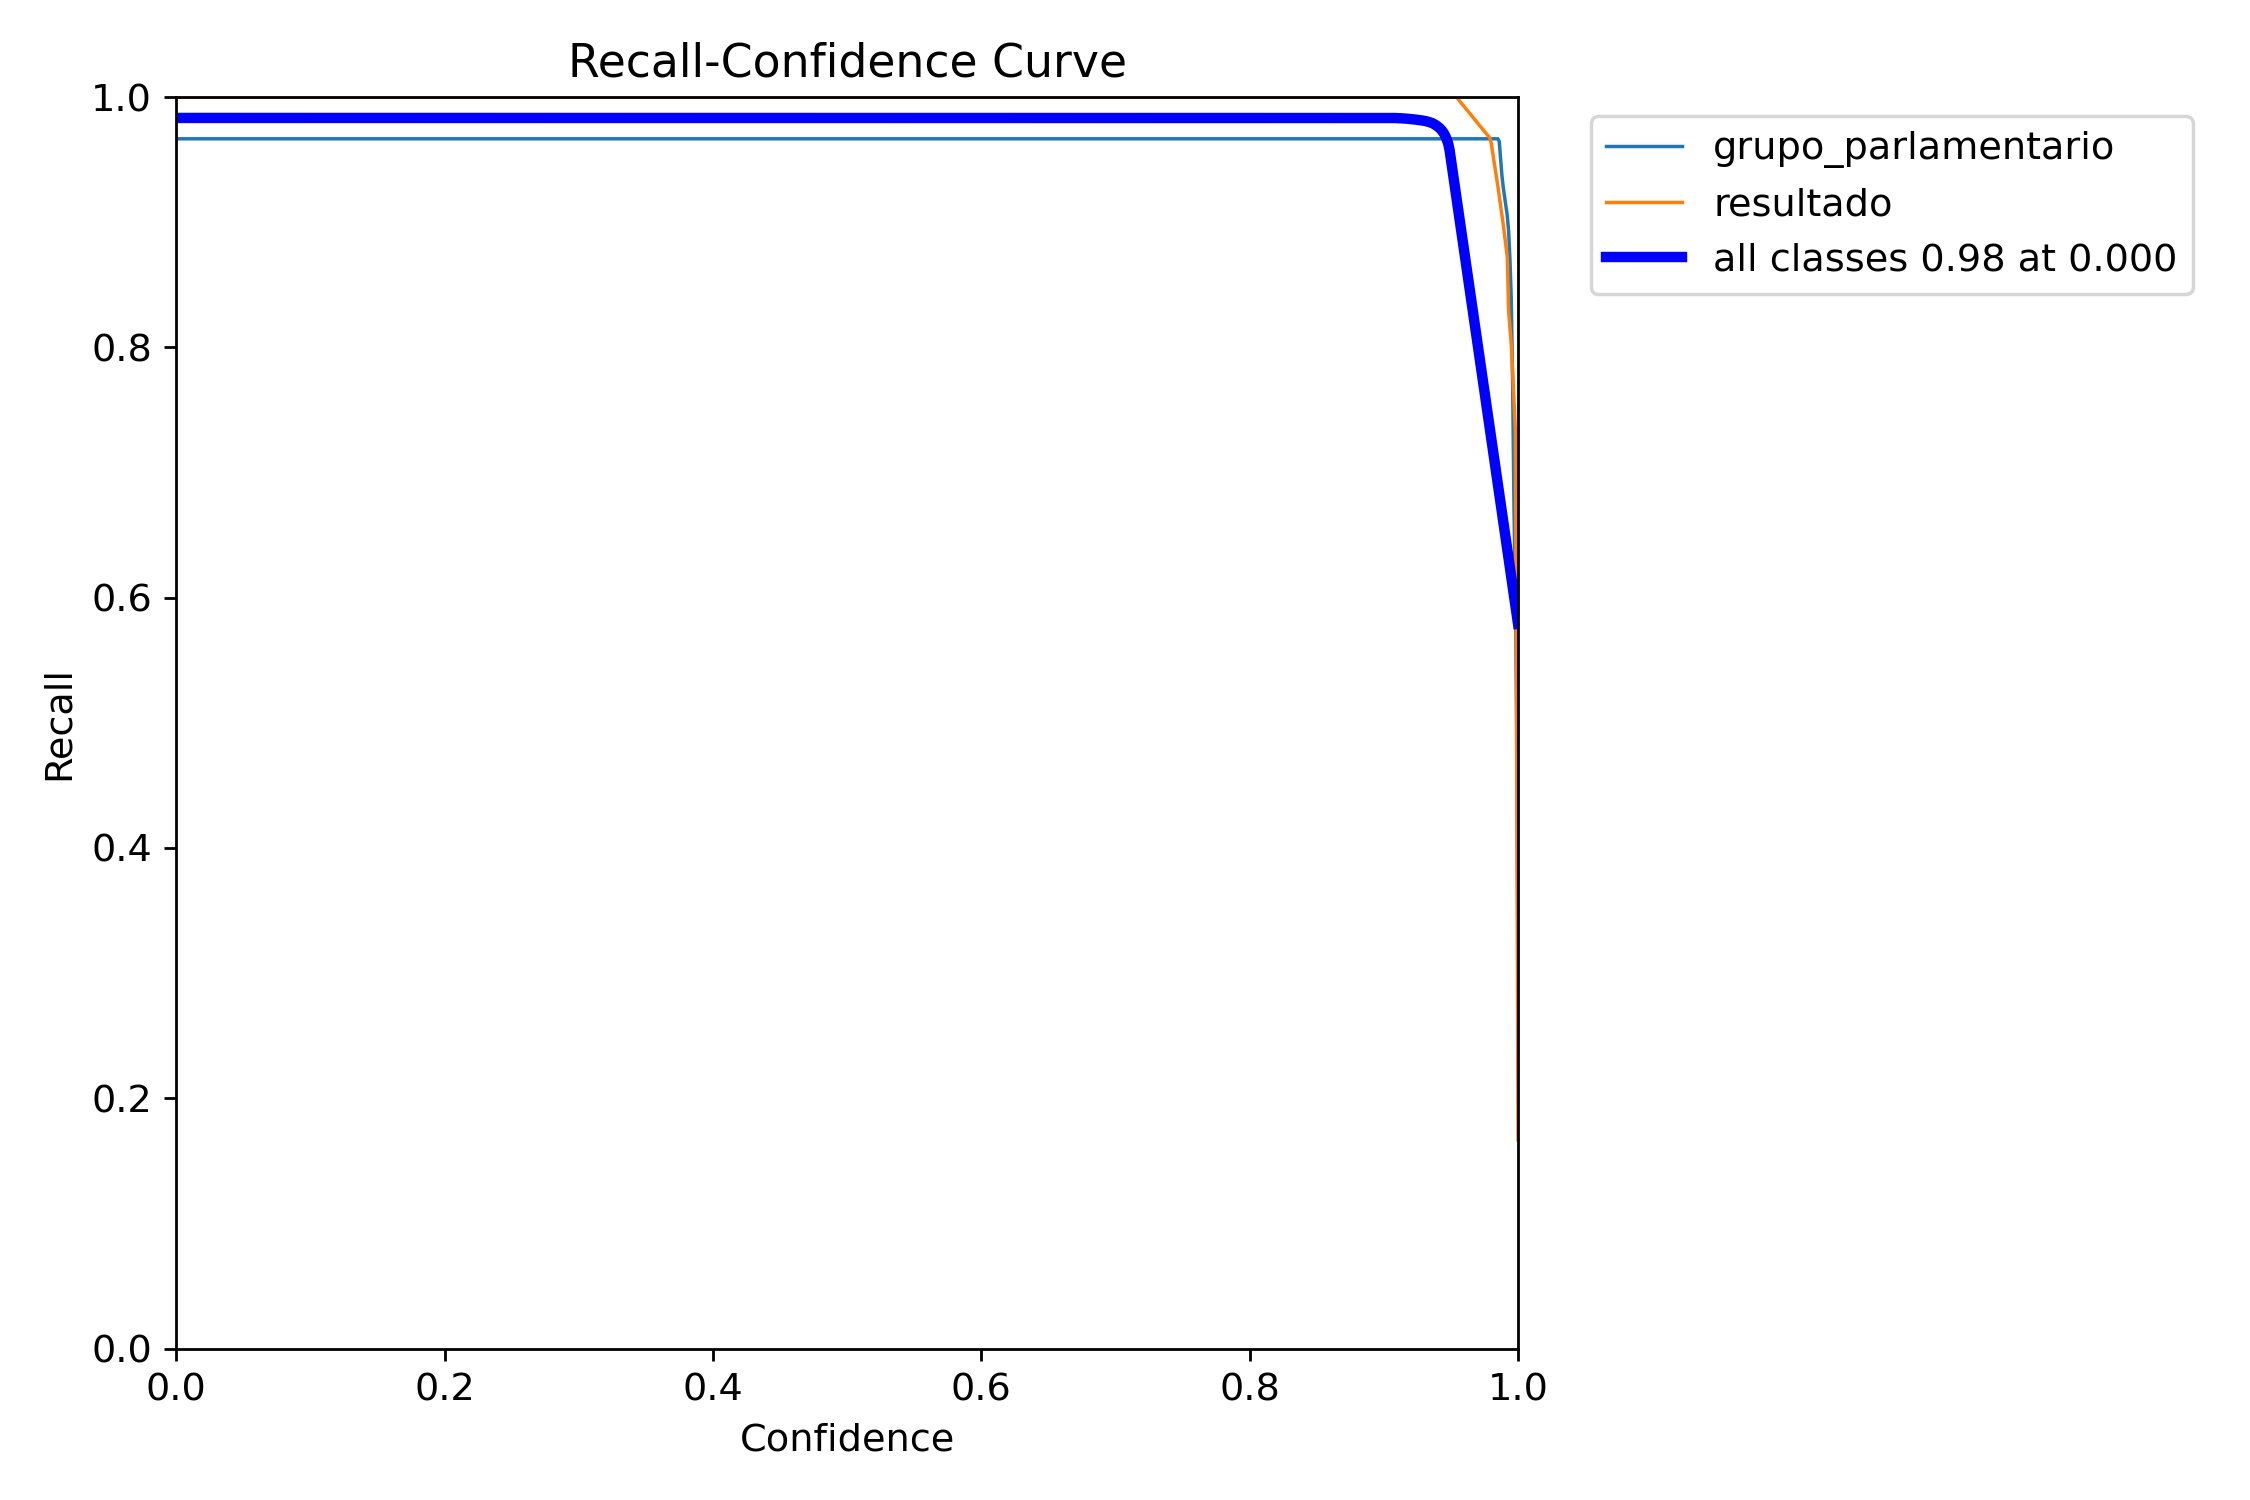 Recall-Confidence Curve
1.0
0.8
0.6
0.4
0.2
0.0
Recall
0.0 0.2 0.4 0.6 0.8 1.0
Confidence
grupo_parlamentario
resultado
all classes 0.98 at 0.000